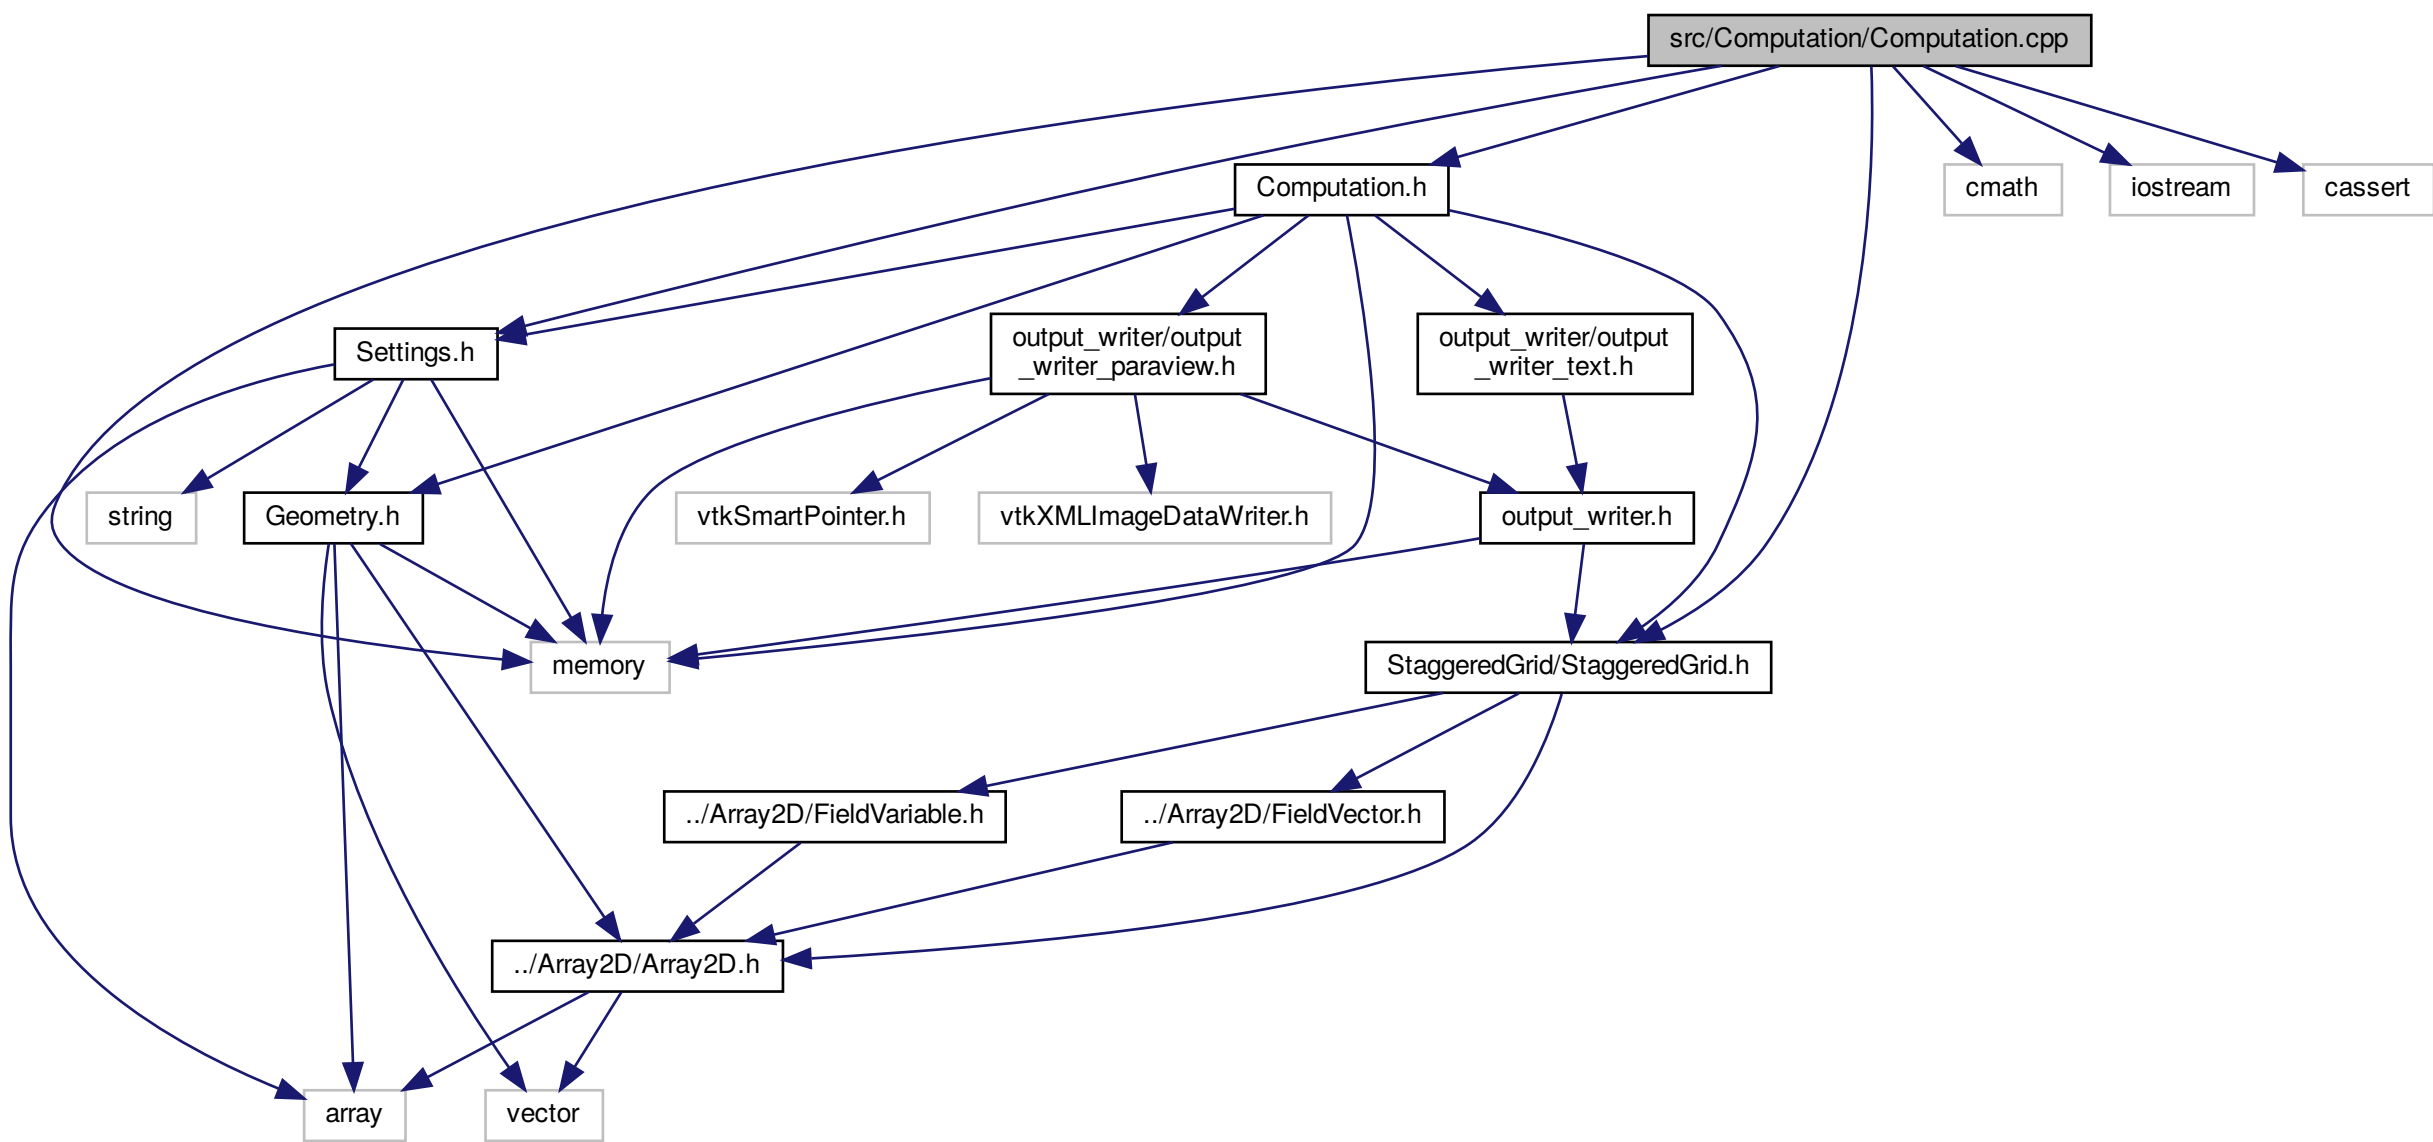 src/Computation/Computation.cpp
Computation.h
cmath
iostream
cassert
Settings.h
output_writer/output
_writer_paraview.h
output_writer/output
_writer_text.h
string
Geometry.h
vtkSmartPointer.h
vtkXMLImageDataWriter.h
output_writer.h
memory
StaggeredGrid/StaggeredGrid.h
../Array2D/FieldVariable.h
../Array2D/FieldVector.h
../Array2D/Array2D.h
array
vector